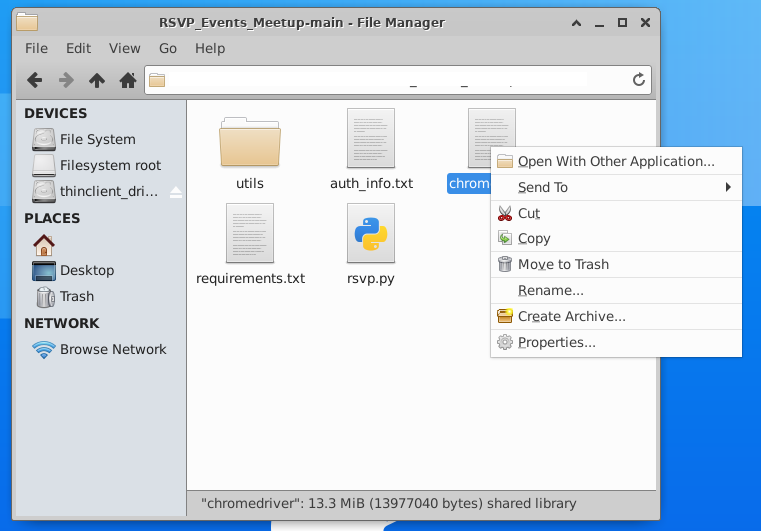 RSVP_Events_Meetup-main - File Manager
File Edit View Go Help
DEVICES
File System
Filesystem root
thinclient_dri...
PLACES
Desktop
Trash
NETWORK
Browse Network
utils
auth_info.txt
chrom
requirements.txt
rsvp.py
Open With Other Application...
Send To
Cut
Copy
Move to Trash
Rename...
Create Archive...
Properties...
"chromedriver": 13.3 MiB (13977040 bytes) shared library